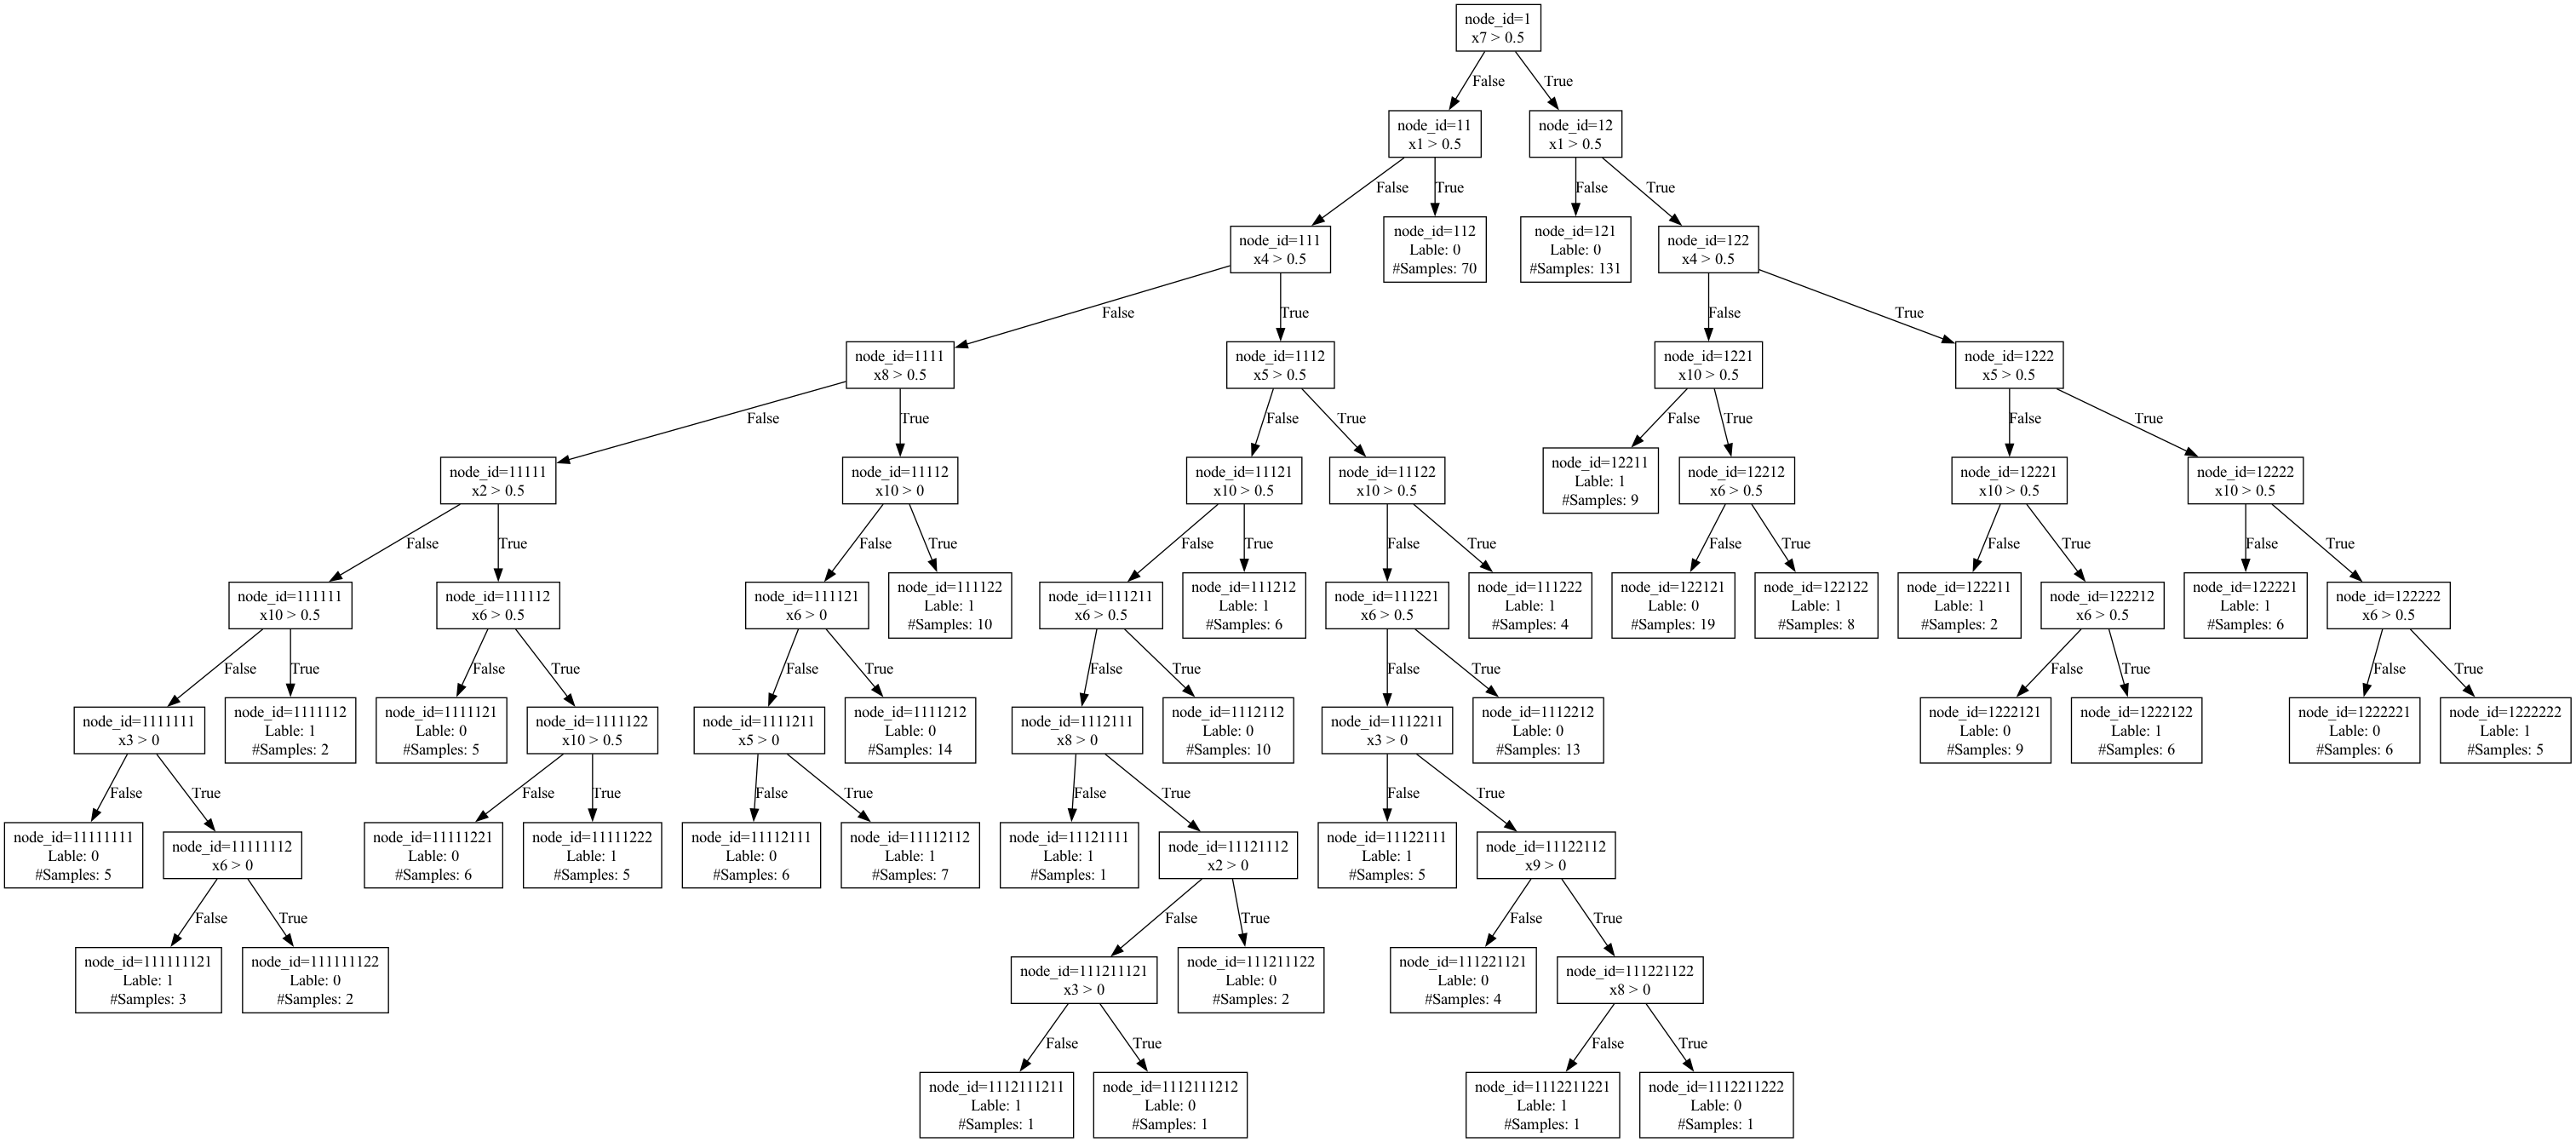 node_id=1
x7 > 0.5
False
True
node_id=11
x1 > 0.5
node_id=12
x1 > 0.5
False
True
False
True
node_id=111
x4 > 0.5
node_id=112
Lable: 0
#Samples: 70
node_id=121
Lable: 0
#Samples: 131
node_id=122
x4 > 0.5
False
True
False
True
node_id=1111
x8 > 0.5
node_id=1112
x5 > 0.5
node_id=1221
x10 > 0.5
node_id=1222
x5 > 0.5
False
True
False
True
False
True
False
True
node_id=11111
x2 > 0.5
node_id=11112
x10 > 0
node_id=11121
x10 > 0.5
node_id=11122
x10 > 0.5
node_id=12211
Lable: 1
#Samples: 9
node_id=12212
x6 > 0.5
node_id=12221
x10 > 0.5
node_id=12222
x10 > 0.5
False
True
False
True
False
True
False
True
False
True
False
True
False
True
node_id=111111
x10 > 0.5
node_id=111112
x6 > 0.5
node_id=111121
x6 > 0
node_id=111122
Lable: 1
#Samples: 10
node_id=111211
x6 > 0.5
node_id=111212
Lable: 1
#Samples: 6
node_id=111221
x6 > 0.5
node_id=111222
Lable: 1
#Samples: 4
node_id=122121
Lable: 0
#Samples: 19
node_id=122122
Lable: 1
#Samples: 8
node_id=122211
Lable: 1
#Samples: 2
node_id=122212
x6 > 0.5
node_id=122221
Lable: 1
#Samples: 6
node_id=122222
x6 > 0.5
False
True
False
True
False
True
False
True
False
True
False
True
False
True
node_id=1111111
x3 > 0
node_id=1111112
Lable: 1
#Samples: 2
node_id=1111121
Lable: 0
#Samples: 5
node_id=1111122
x10 > 0.5
node_id=1111211
x5 > 0
node_id=1111212
Lable: 0
#Samples: 14
node_id=1112111
x8 > 0
node_id=1112112
Lable: 0
#Samples: 10
node_id=1112211
x3 > 0
node_id=1112212
Lable: 0
#Samples: 13
node_id=1222121
Lable: 0
#Samples: 9
node_id=1222122
Lable: 1
#Samples: 6
node_id=1222221
Lable: 0
#Samples: 6
node_id=1222222
Lable: 1
#Samples: 5
False
True
False
True
False
True
False
True
False
True
node_id=11111111
Lable: 0
#Samples: 5
node_id=11111112
x6 > 0
node_id=11111221
Lable: 0
#Samples: 6
node_id=11111222
Lable: 1
#Samples: 5
node_id=11112111
Lable: 0
#Samples: 6
node_id=11112112
Lable: 1
#Samples: 7
node_id=11121111
Lable: 1
#Samples: 1
node_id=11121112
x2 > 0
node_id=11122111
Lable: 1
#Samples: 5
node_id=11122112
x9 > 0
False
True
False
True
False
True
node_id=111111121
Lable: 1
#Samples: 3
node_id=111111122
Lable: 0
#Samples: 2
node_id=111211121
x3 > 0
node_id=111211122
Lable: 0
#Samples: 2
node_id=111221121
Lable: 0
#Samples: 4
node_id=111221122
x8 > 0
False
True
False
True
node_id=1112111211
Lable: 1
#Samples: 1
node_id=1112111212
Lable: 0
#Samples: 1
node_id=1112211221
Lable: 1
#Samples: 1
node_id=1112211222
Lable: 0
#Samples: 1